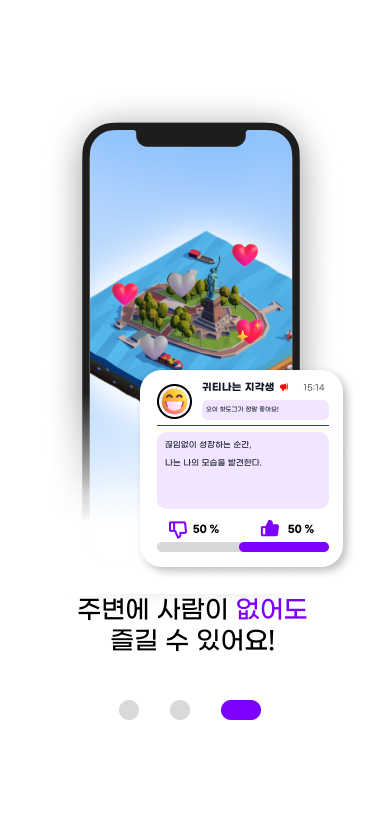 귀티나는 지각생 15:14
오이 핫도그가 정말 좋아요!
끊임없이 성장하는 순간,
나는 나의 모습을 발견한다.
50 % 50 %
주변에 사람이 없어도
즐길 수 있어요!